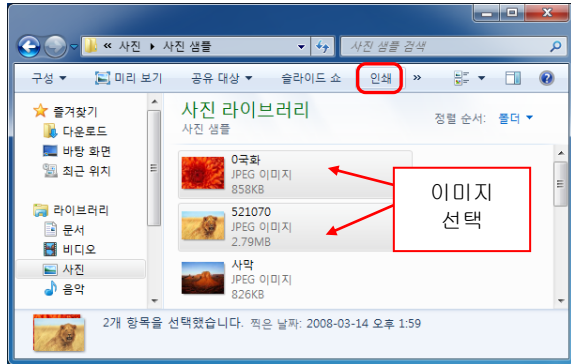 « 사진 ▸ 사진 샘플
사진 샘플 검색
구성 ▼ 미리 보기 공유 대상 ▼ 슬라이드 쇼 인쇄 »
즐겨찾기
다운로드
바탕 화면
최근 위치
라이브러리
문서
비디오
사진
음악
사진 라이브러리
사진 샘플
정렬 순서: 폴더 ▼
0국화
JPEG 이미지
858KB
521070
JPEG 이미지
2.79MB
사막
JPEG 이미지
826KB
이미지
선택
2개 항목을 선택했습니다. 찍은 날짜: 2008-03-14 오후 1:59